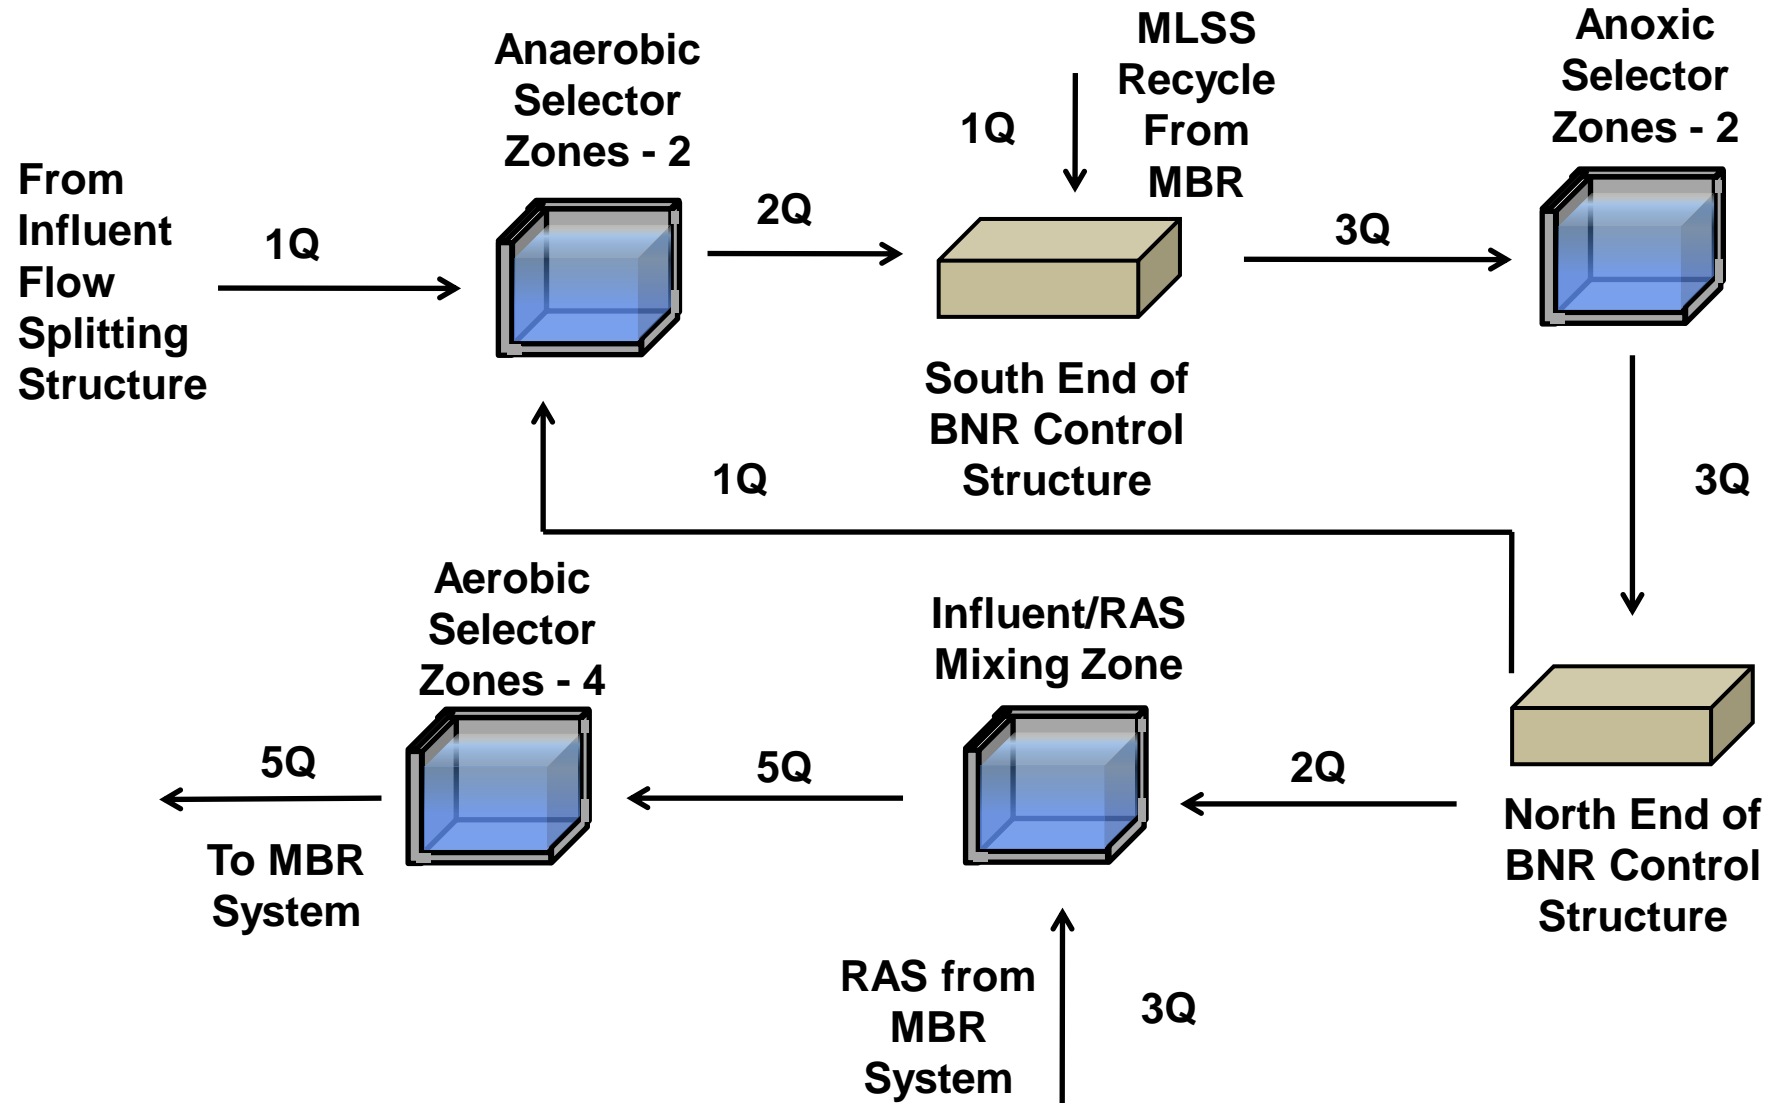 From
Influent
Flow
Splitting
Structure
1Q
Anaerobic
Selector
Zones - 2
2Q
1Q
MLSS
Recycle
From
MBR
South End of
BNR Control
Structure
3Q
Anoxic
Selector
Zones - 2
3Q
1Q
North End of
BNR Control
Structure
2Q
Influent/RAS
Mixing Zone
RAS from
MBR
System
3Q
5Q
Aerobic
Selector
Zones - 4
5Q
To MBR
System